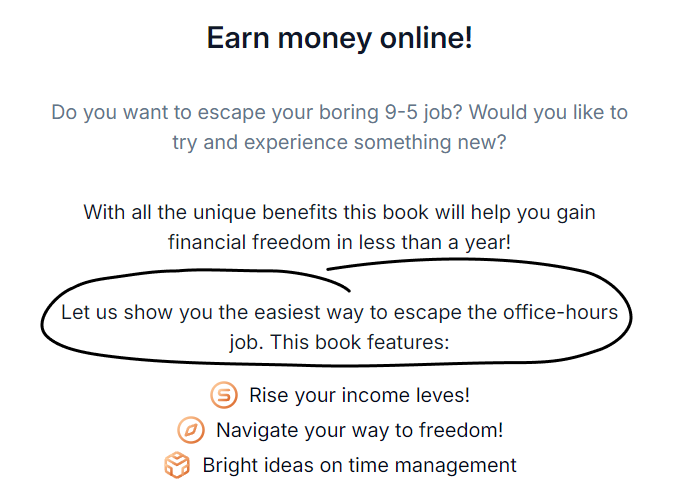 Earn money online!
Do you want to escape your boring 9-5 job? Would you like to
try and experience something new?
With all the unique benefits this book will help you gain
financial freedom in less than a year!
Let us show you the easiest way to escape the office-hours
job. This book features:
Rise your income leves!
Navigate your way to freedom!
Bright ideas on time management